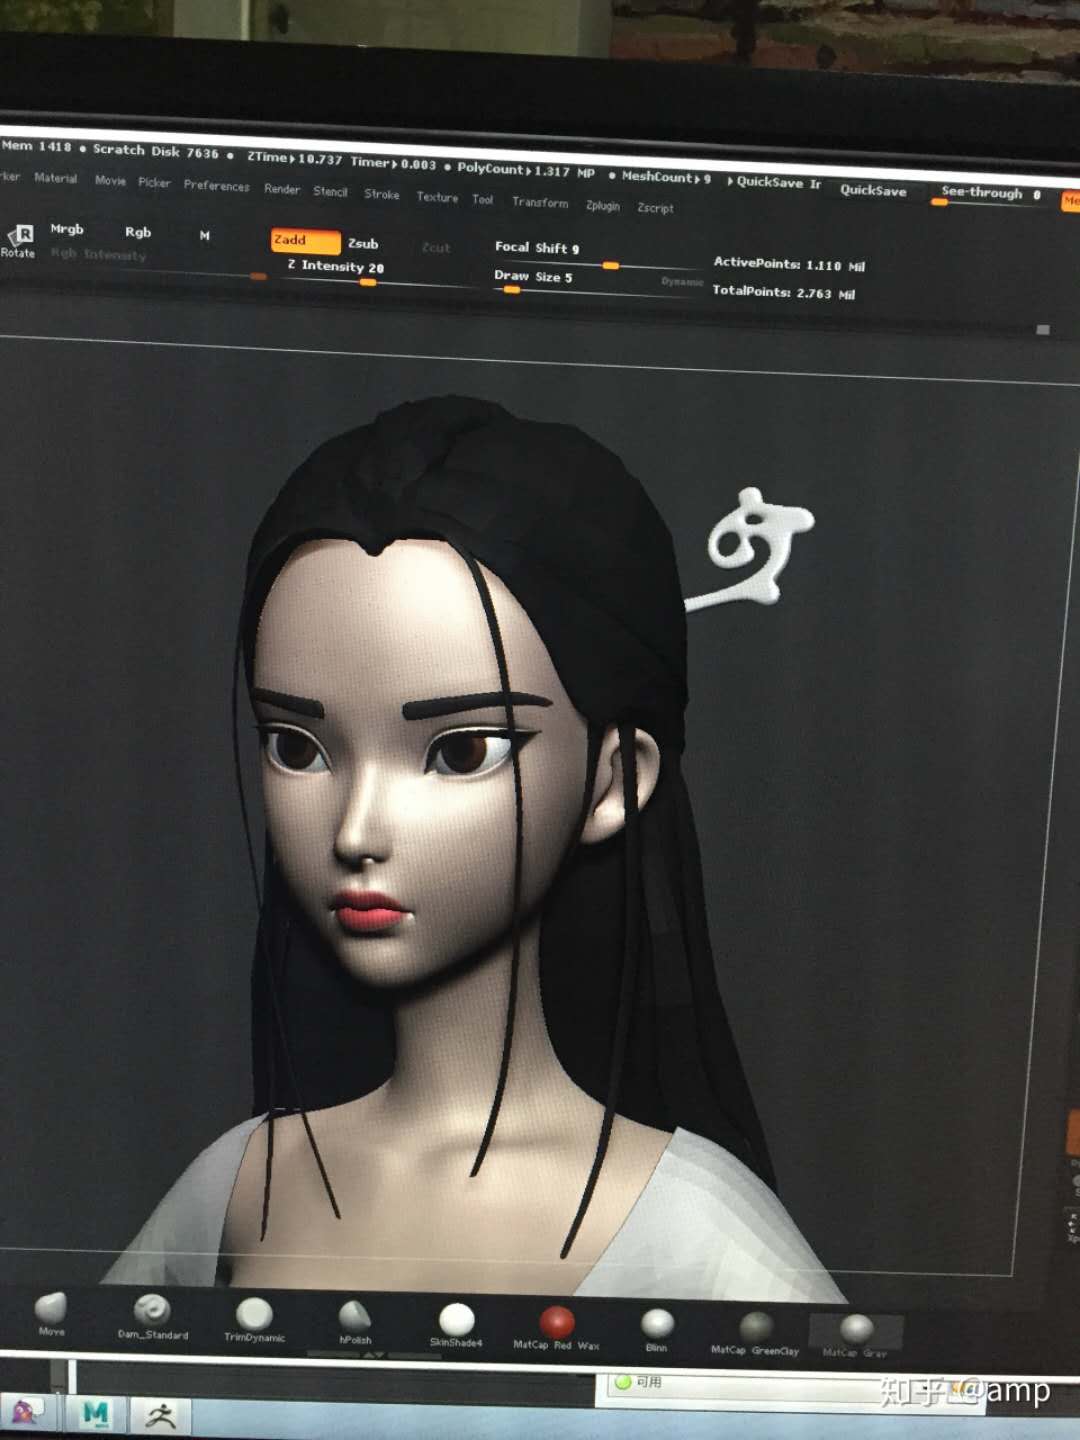 Mem 1418 • Scratch Disk 7636 • ZTime▸10.737 Timer▸0.003 • PolyCount▸1.317 MP • MeshCount▸9 ▸QuickSave In QuickSave See-through 0 Me
ker Material Movie Picker Preferences Render Stencil Stroke Texture Tool Transform Zplugin Zscript
R Mrgb Rgb M Zadd Zsub Zcut Focal Shift 9 ActivePoints: 1.110 Mil
Rotate Rgb Intensity Z Intensity 20 Draw Size 5 Dynamic TotalPoints: 2.763 Mil
Move Dam_Standard TrimDynamic hPolish SkinShade4 MatCap Red Wax Blinn MatCap GreenClay MatCap Gray
可用
M
知乎 @amp